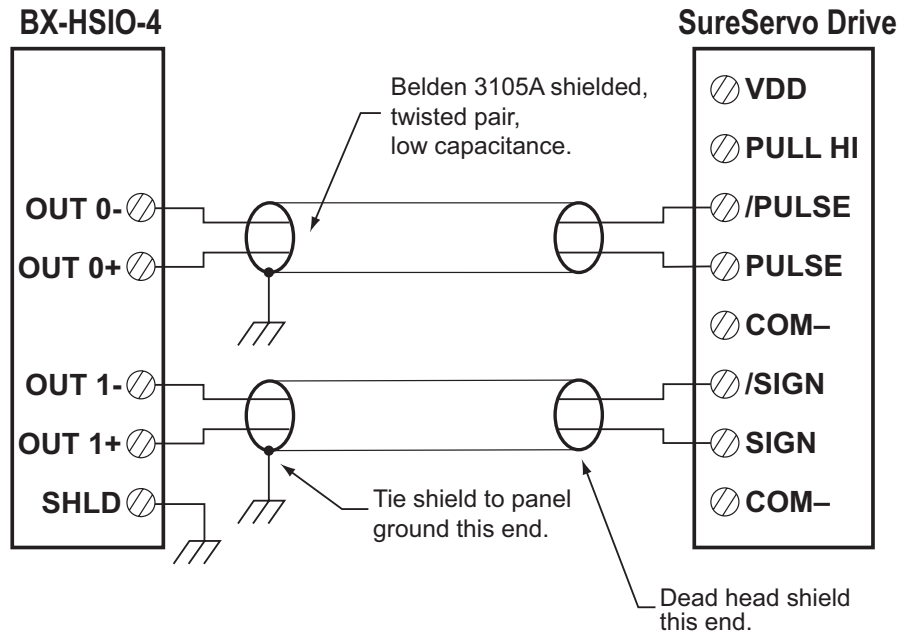 BX-HSIO-4
SureServo Drive
Belden 3105A shielded,
twisted pair,
low capacitance.
OUT 0-
OUT 0+
OUT 1-
OUT 1+
SHLD
VDD
PULL HI
/PULSE
PULSE
COM–
/SIGN
SIGN
COM–
Tie shield to panel
ground this end.
Dead head shield
this end.